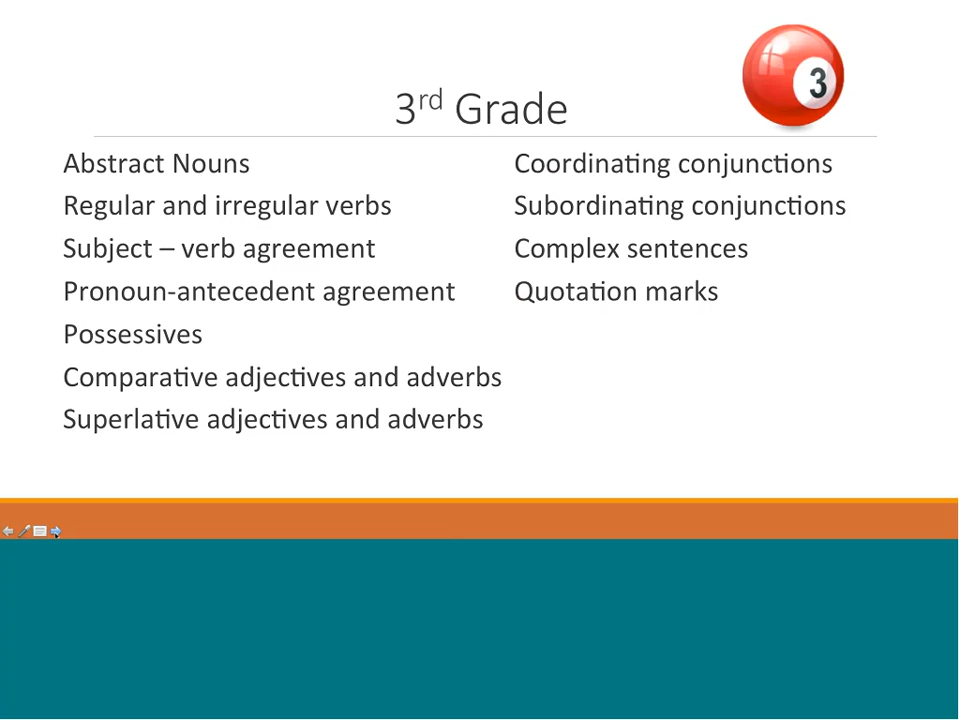 3
3rd Grade
Abstract Nouns
Regular and irregular verbs
Subject – verb agreement
Pronoun-antecedent agreement
Possessives
Comparative adjectives and adverbs
Superlative adjectives and adverbs
Coordinating conjunctions
Subordinating conjunctions
Complex sentences
Quotation marks